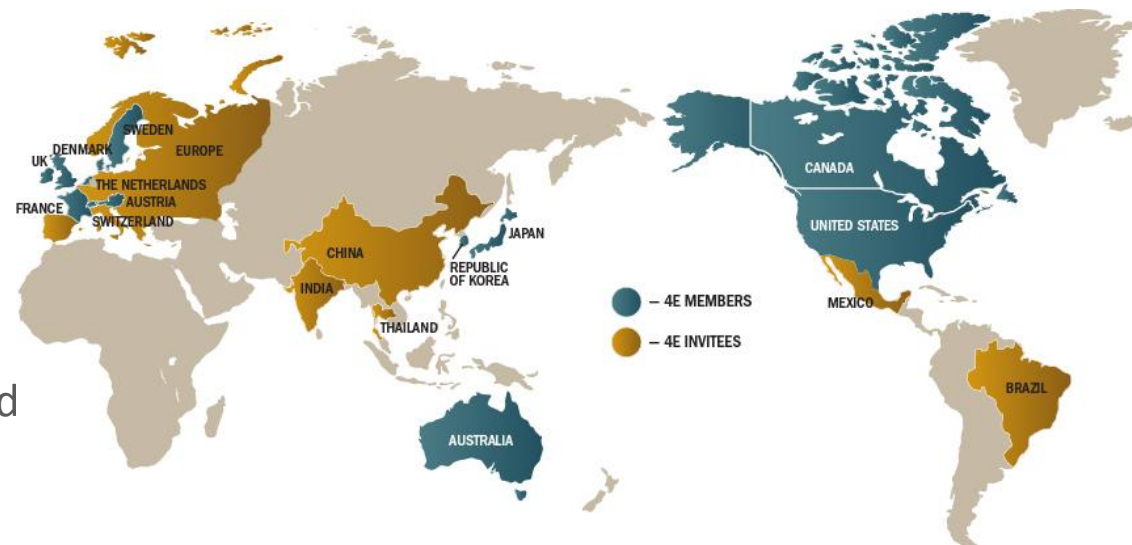 SWEDEN
DENMARK
UK
EUROPE
THE NETHERLANDS
AUSTRIA
FRANCE
SWITZERLAND
CHINA
INDIA
THAILAND
JAPAN
REPUBLIC
OF KOREA
AUSTRALIA
– 4E MEMBERS
– 4E INVITEES
CANADA
UNITED STATES
MEXICO
BRAZIL
d